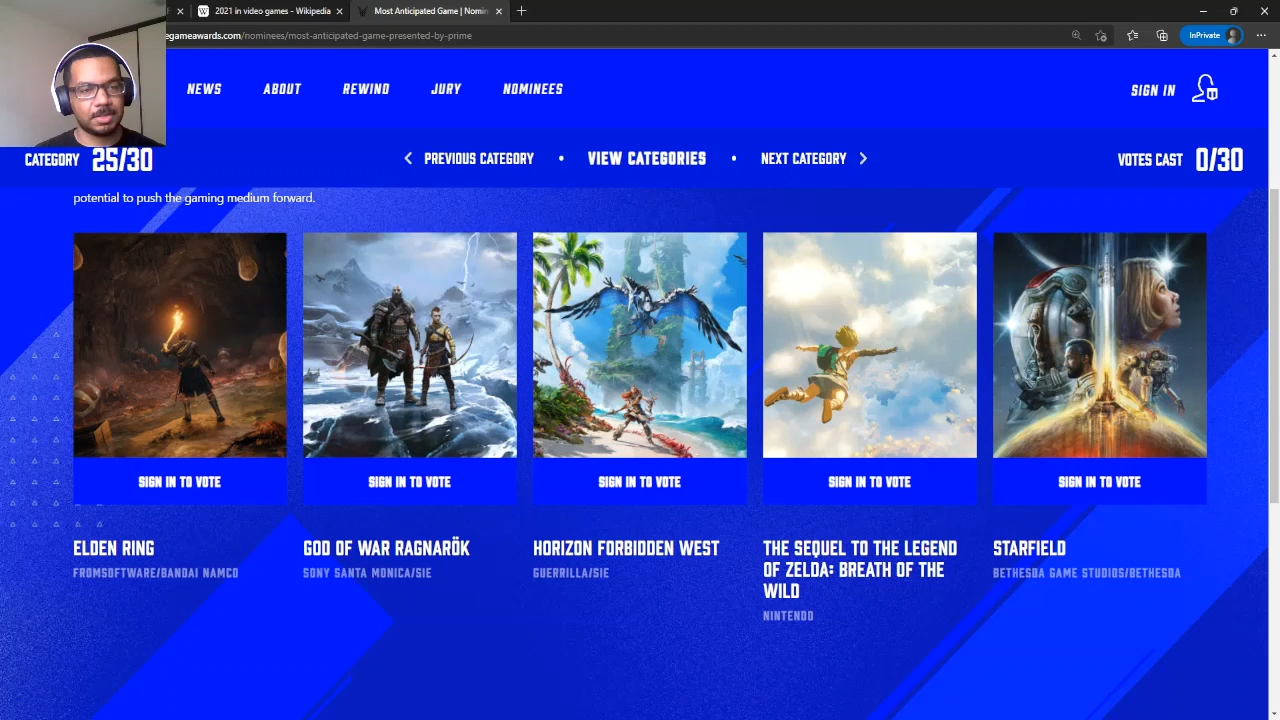 2021 in video games - Wikipedia
Most Anticipated Game | Nomin
egameawards.com/nominees/most-anticipated-game-presented-by-prime
InPrivate
NEWS
ABOUT
REWIND
JURY
NOMINEES
SIGN IN
CATEGORY 25/30
PREVIOUS CATEGORY
VIEW CATEGORIES
NEXT CATEGORY
VOTES CAST 0/30
potential to push the gaming medium forward.
SIGN IN TO VOTE
SIGN IN TO VOTE
SIGN IN TO VOTE
SIGN IN TO VOTE
SIGN IN TO VOTE
ELDEN RING
FROMSOFTWARE/BANDAI NAMCO
GOD OF WAR RAGNARÖK
SONY SANTA MONICA/SIE
HORIZON FORBIDDEN WEST
GUERRILLA/SIE
THE SEQUEL TO THE LEGEND
OF ZELDA: BREATH OF THE
WILD
NINTENDO
STARFIELD
BETHESDA GAME STUDIOS/BETHESDA